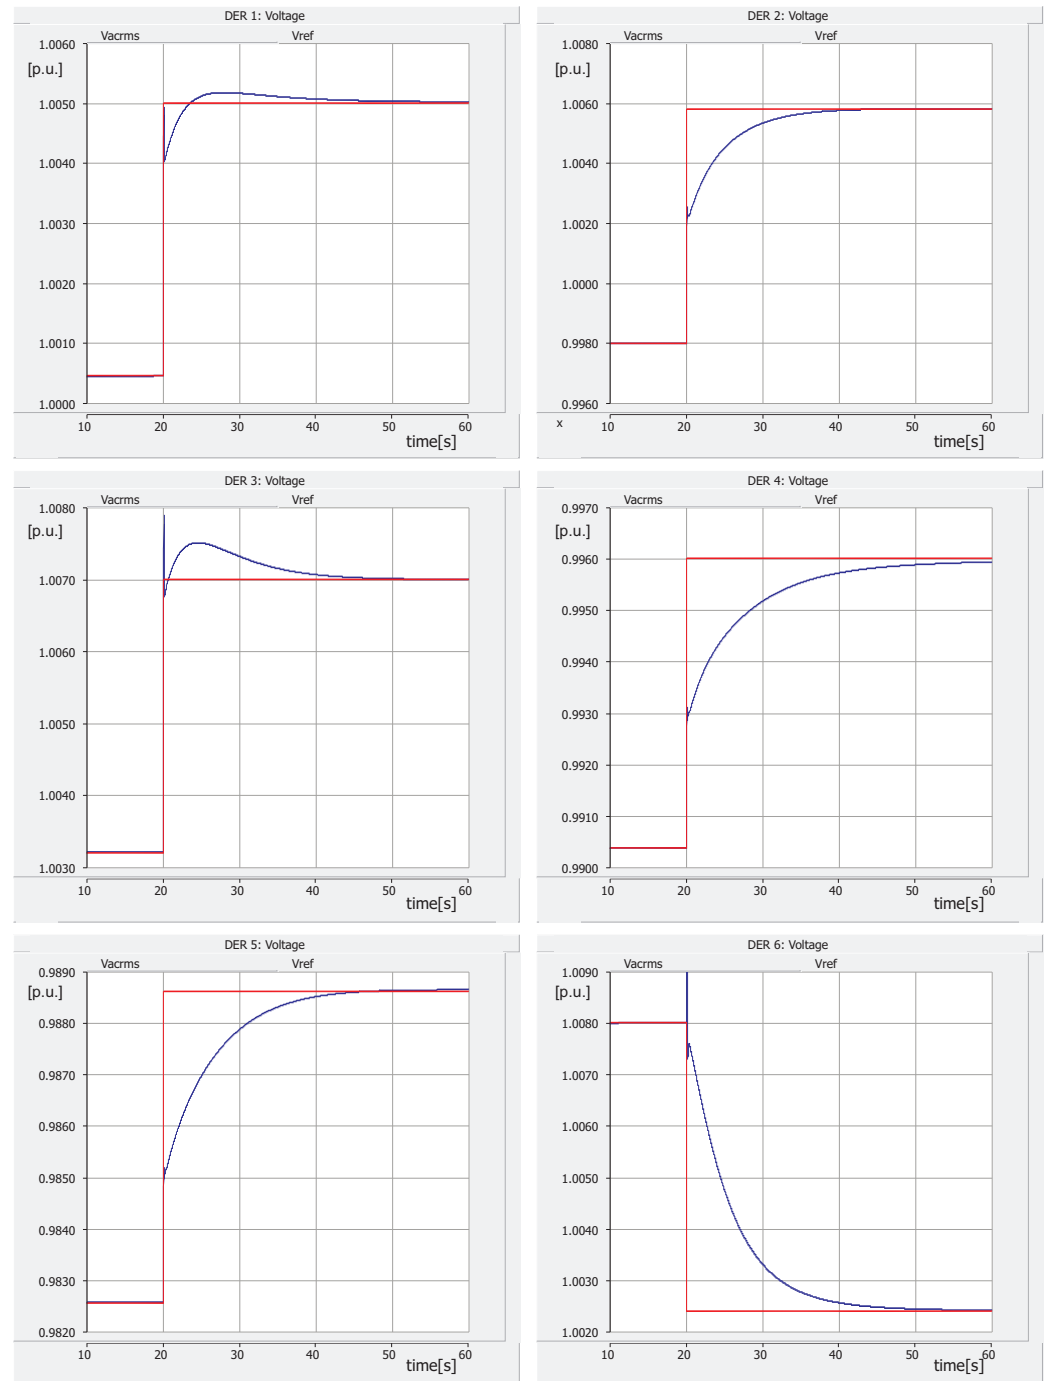 DER 1: Voltage
Vacrms Vref
[p.u.]
1.0060
1.0050
1.0040
1.0030
1.0020
1.0010
1.0000
10 20 30 40 50 60
time[s]
DER 2: Voltage
Vacrms Vref
[p.u.]
1.0080
1.0060
1.0040
1.0020
1.0000
0.9980
0.9960
x
10 20 30 40 50 60
time[s]
DER 3: Voltage
Vacrms Vref
[p.u.]
1.0080
1.0070
1.0060
1.0050
1.0040
1.0030
10 20 30 40 50 60
time[s]
DER 4: Voltage
Vacrms Vref
[p.u.]
0.9970
0.9960
0.9950
0.9940
0.9930
0.9920
0.9910
0.9900
10 20 30 40 50 60
time[s]
DER 5: Voltage
Vacrms Vref
[p.u.]
0.9890
0.9880
0.9870
0.9860
0.9850
0.9840
0.9830
0.9820
10 20 30 40 50 60
time[s]
DER 6: Voltage
Vacrms Vref
[p.u.]
1.0090
1.0080
1.0070
1.0060
1.0050
1.0040
1.0030
1.0020
10 20 30 40 50 60
time[s]